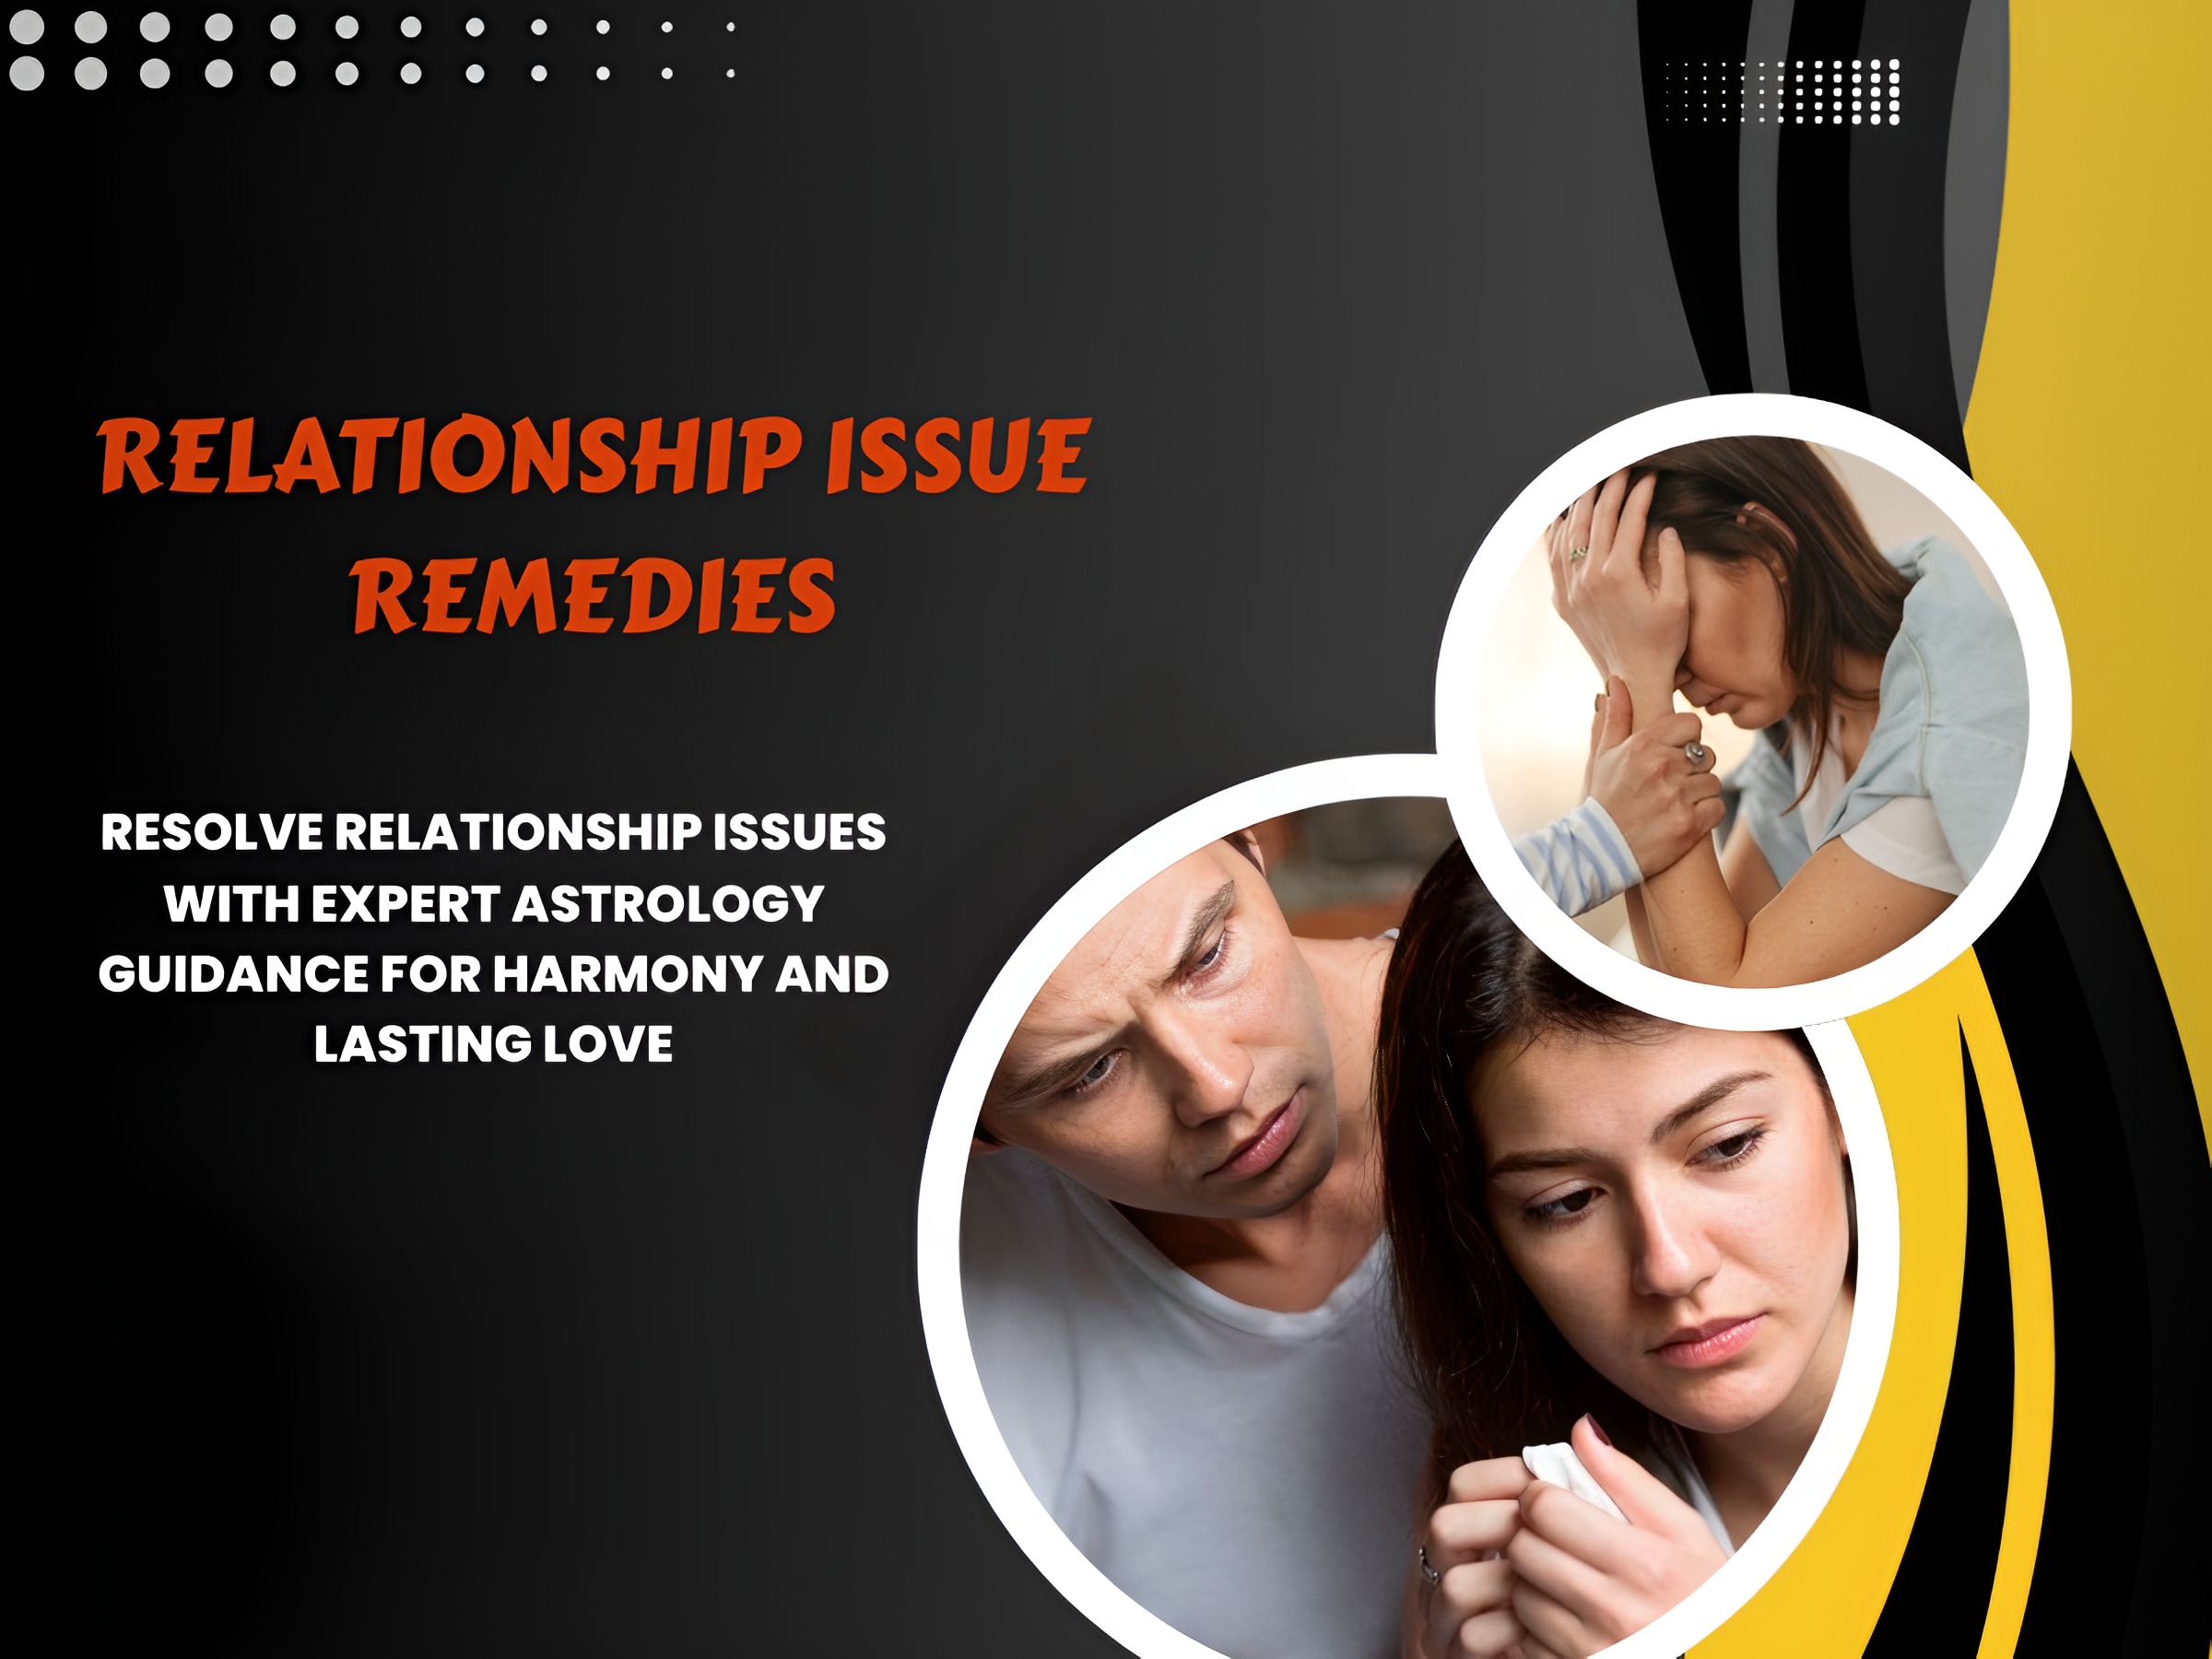 RELATIONSHIP ISSUE
REMEDIES
RESOLVE RELATIONSHIP ISSUES
WITH EXPERT ASTROLOGY
GUIDANCE FOR HARMONY AND
LASTING LOVE